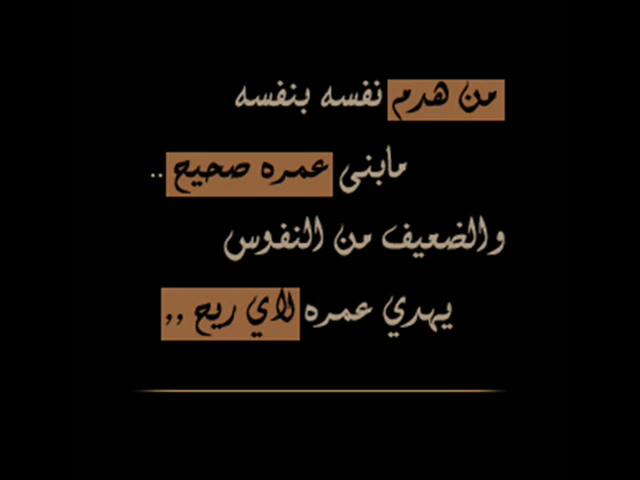 من هدم نفسه بنفسه
مابنى عمره صحيح ..
والضعيف من النفوس
يهدي عمره لاي ريح ,,